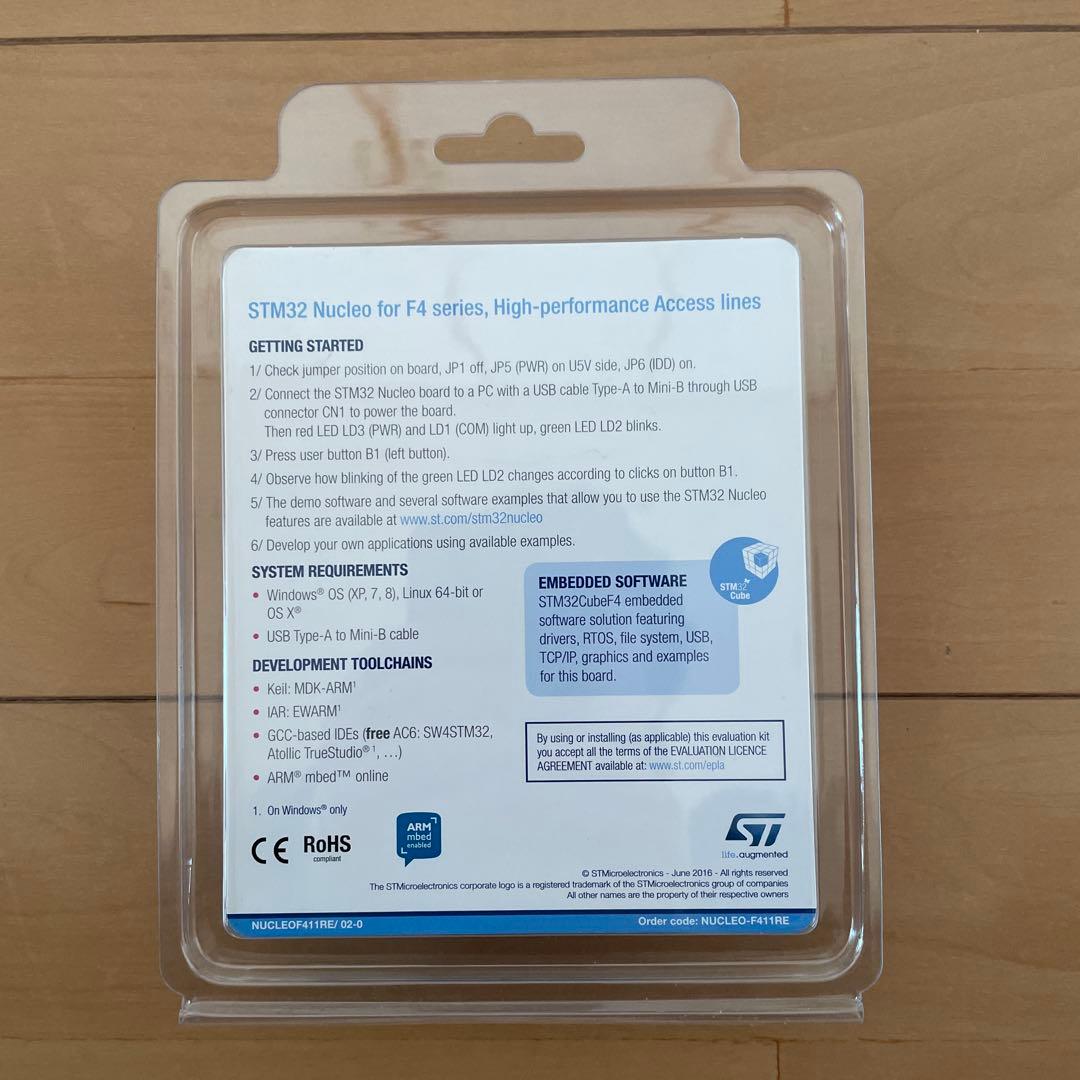 STM32 Nucleo for F4 series, High-performance Access lines
GETTING STARTED
1/ Check jumper position on board, JP1 off, JP5 (PWR) on U5V side, JP6 (IDD) on.
2/ Connect the STM32 Nucleo board to a PC with a USB cable Type-A to Mini-B through USB
connector CN1 to power the board.
Then red LED LD3 (PWR) and LD1 (COM) light up, green LED LD2 blinks.
3/ Press user button B1 (left button).
4/ Observe how blinking of the green LED LD2 changes according to clicks on button B1.
5/ The demo software and several software examples that allow you to use the STM32 Nucleo
features are available at www.st.com/stm32nucleo
6/ Develop your own applications using available examples.
SYSTEM REQUIREMENTS
• Windows® OS (XP, 7, 8), Linux 64-bit or
OS X®
• USB Type-A to Mini-B cable
DEVELOPMENT TOOLCHAINS
• Keil: MDK-ARM¹
• IAR: EWARM¹
• GCC-based IDEs (free AC6: SW4STM32,
Atollic TrueStudio®¹, …)
• ARM® mbed™ online
1. On Windows® only
STM32
Cube
EMBEDDED SOFTWARE
STM32CubeF4 embedded
software solution featuring
drivers, RTOS, file system, USB,
TCP/IP, graphics and examples
for this board.
By using or installing (as applicable) this evaluation kit
you accept all the terms of the EVALUATION LICENCE
AGREEMENT available at: www.st.com/epla
CE
RoHS
compliant
ARM
mbed
enabled
ST
life.augmented
© STMicroelectronics - June 2016 - All rights reserved
The STMicroelectronics corporate logo is a registered trademark of the STMicroelectronics group of companies
All other names are the property of their respective owners
NUCLEOF411RE/ 02-0
Order code: NUCLEO-F411RE